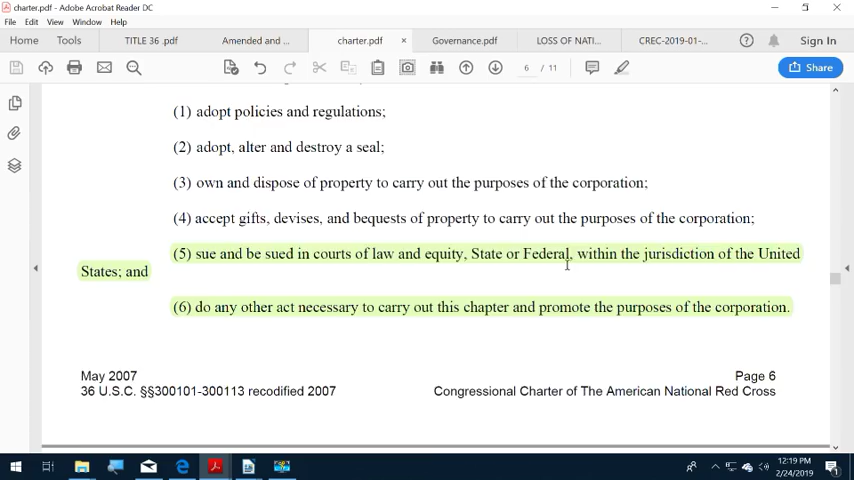 charter.pdf - Adobe Acrobat Reader DC
File Edit View Window Help
Home Tools TITLE 36 .pdf Amended and ... charter.pdf × Governance.pdf LOSS OF NATI... CREC-2019-01-... Sign In
6 / 11 Share
(1) adopt policies and regulations;
(2) adopt, alter and destroy a seal;
(3) own and dispose of property to carry out the purposes of the corporation;
(4) accept gifts, devises, and bequests of property to carry out the purposes of the corporation;
(5) sue and be sued in courts of law and equity, State or Federal, within the jurisdiction of the United
States; and
(6) do any other act necessary to carry out this chapter and promote the purposes of the corporation.
May 2007 Page 6
36 U.S.C. §§300101-300113 recodified 2007 Congressional Charter of The American National Red Cross
12:19 PM
2/24/2019